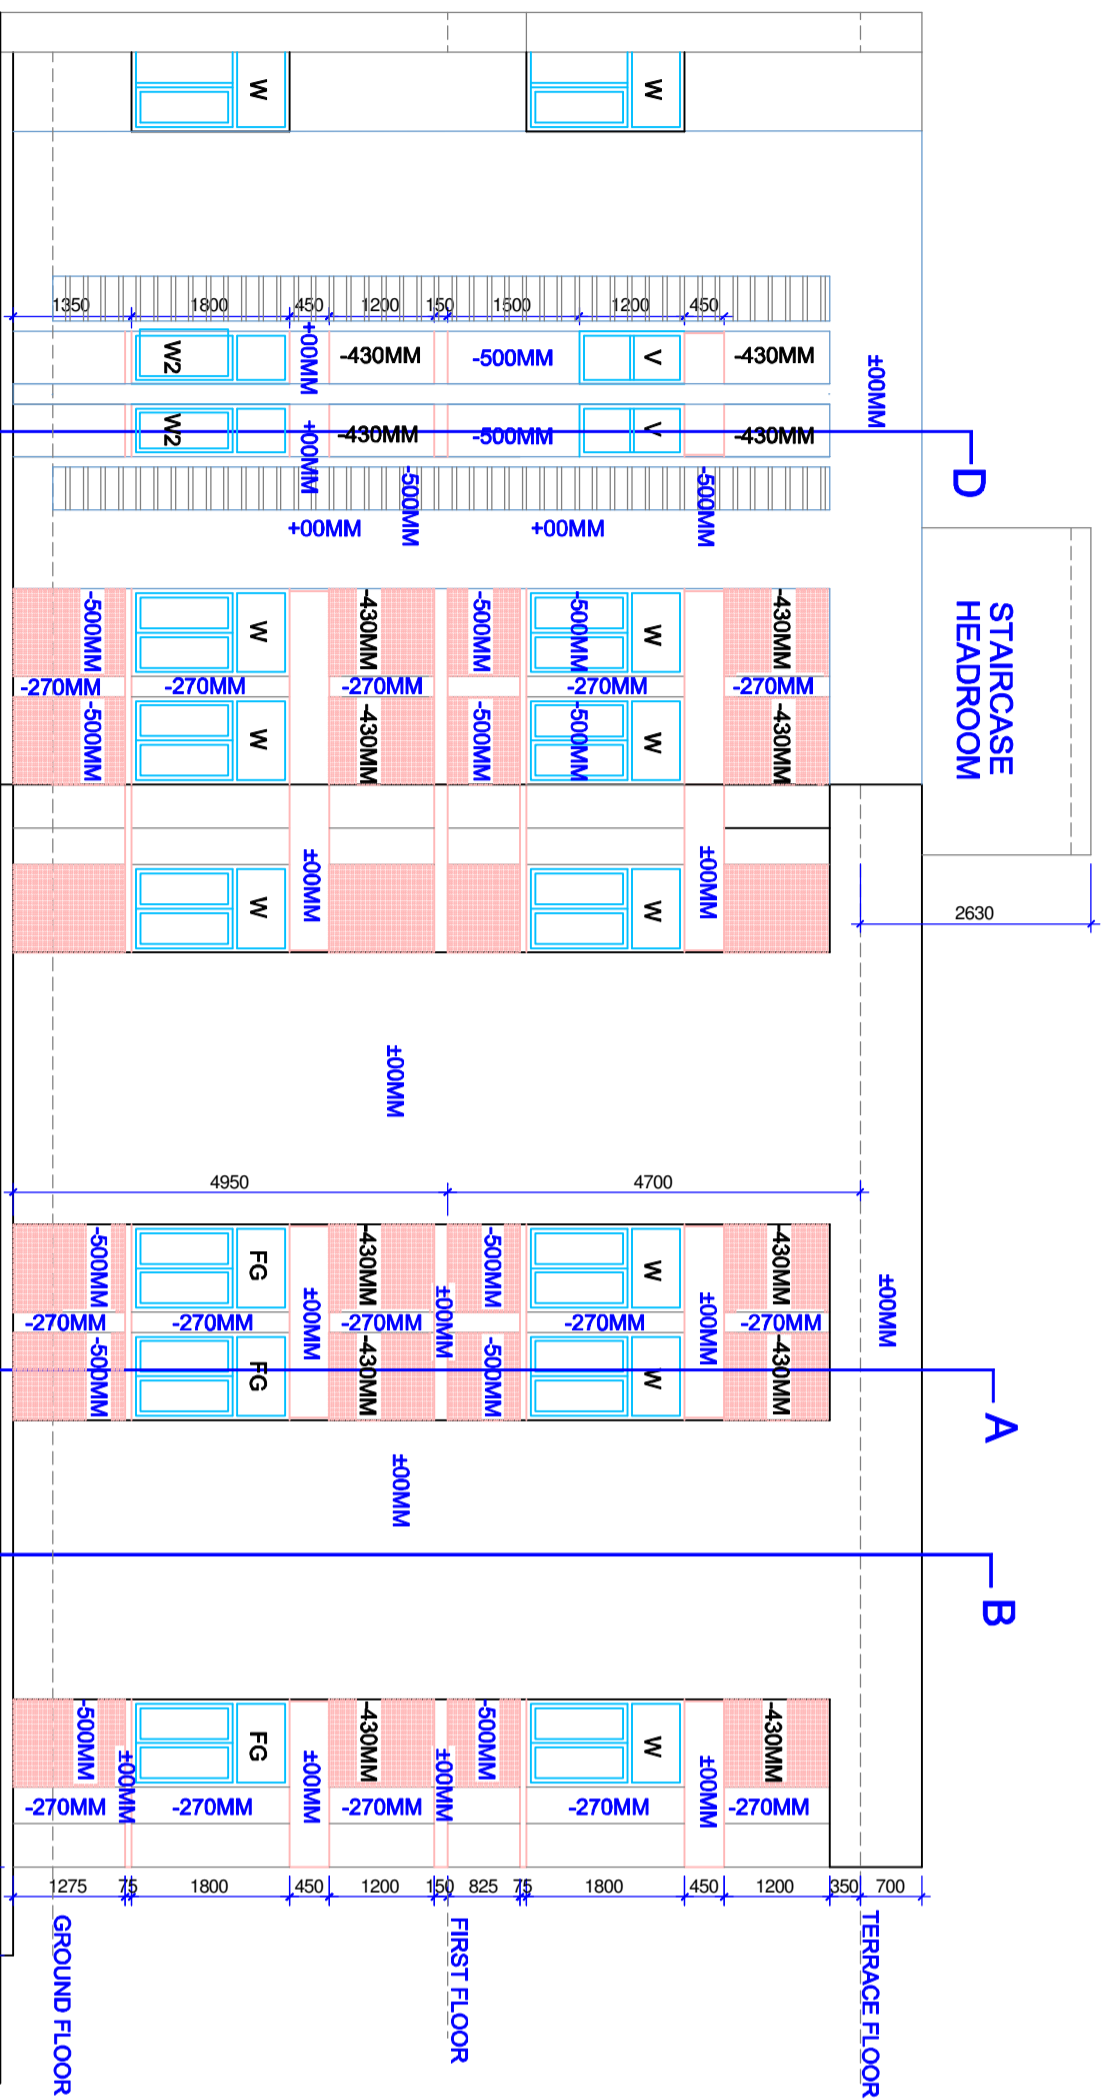 W W
1350 1800 450 1200 150 1500 1200 450
W2 +00MM -430MM -500MM V -430MM ±00MM
W2 +00MM -430MM -500MM V -430MM
D
-500MM -500MM
+00MM +00MM
STAIRCASE
HEADROOM
-500MM W -430MM -500MM -500MM W -430MM
-270MM -270MM -270MM -270MM -270MM
-500MM W -430MM -500MM -500MM W -430MM
±00MM ±00MM
W W
2630
±00MM
4950 4700
-500MM FG -430MM -500MM W -430MM ±00MM
±00MM ±00MM ±00MM
-270MM -270MM -270MM -270MM -270MM
-500MM FG -430MM -500MM W -430MM
A
±00MM
B
-500MM FG -430MM -500MM W -430MM
±00MM ±00MM ±00MM ±00MM
-270MM -270MM -270MM -270MM -270MM
1275 75 1800 450 1200 150 825 75 1800 450 1200 350 700
GROUND FLOOR
FIRST FLOOR
TERRACE FLOOR